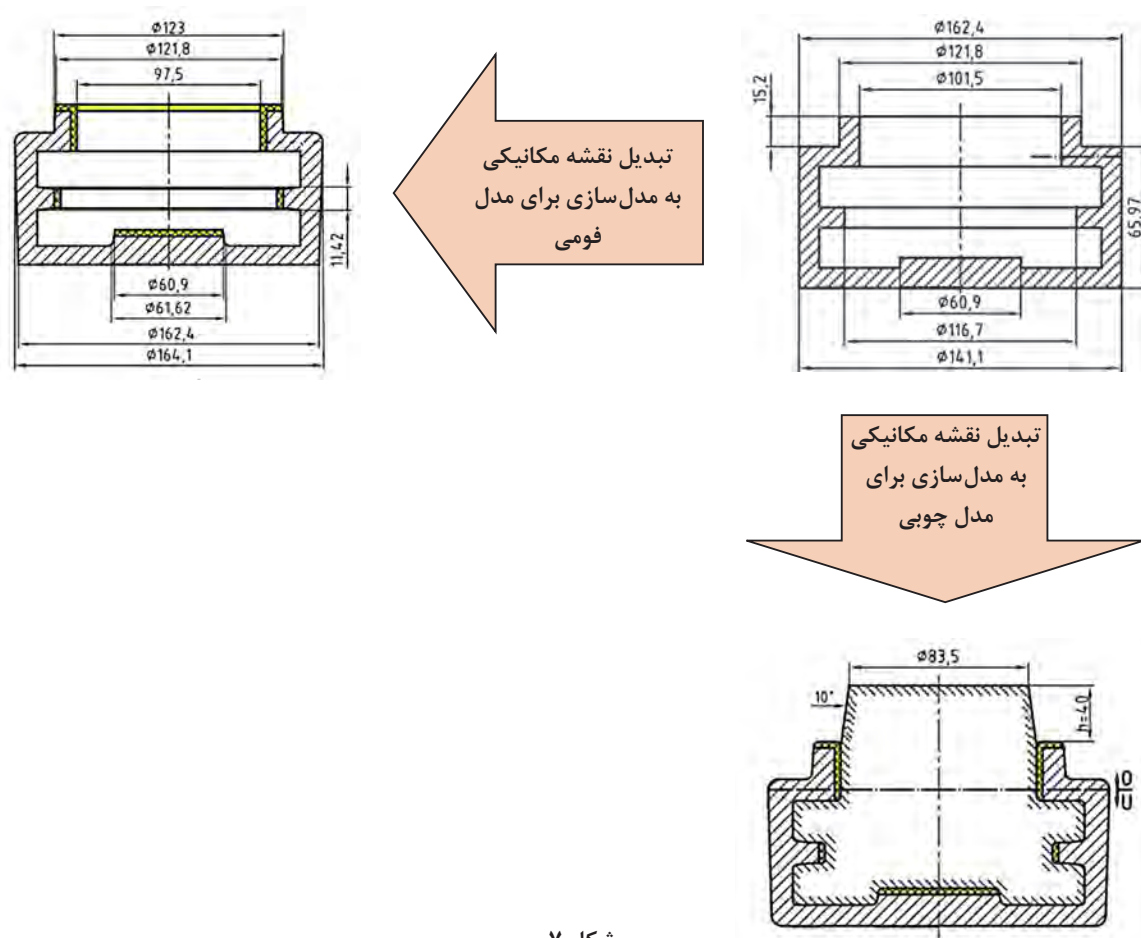 ø123
ø121,8
97,5
11,42
ø60,9
ø61,62
ø162,4
ø164,1
تبدیل نقشه مکانیکی
به مدل‌سازی برای مدل
فومی
ø162,4
ø121,8
ø101,5
15,2
65,97
ø60,9
ø116,7
ø141,1
تبدیل نقشه مکانیکی
به مدل‌سازی برای
مدل چوبی
ø83,5
10°
h=40
O
U